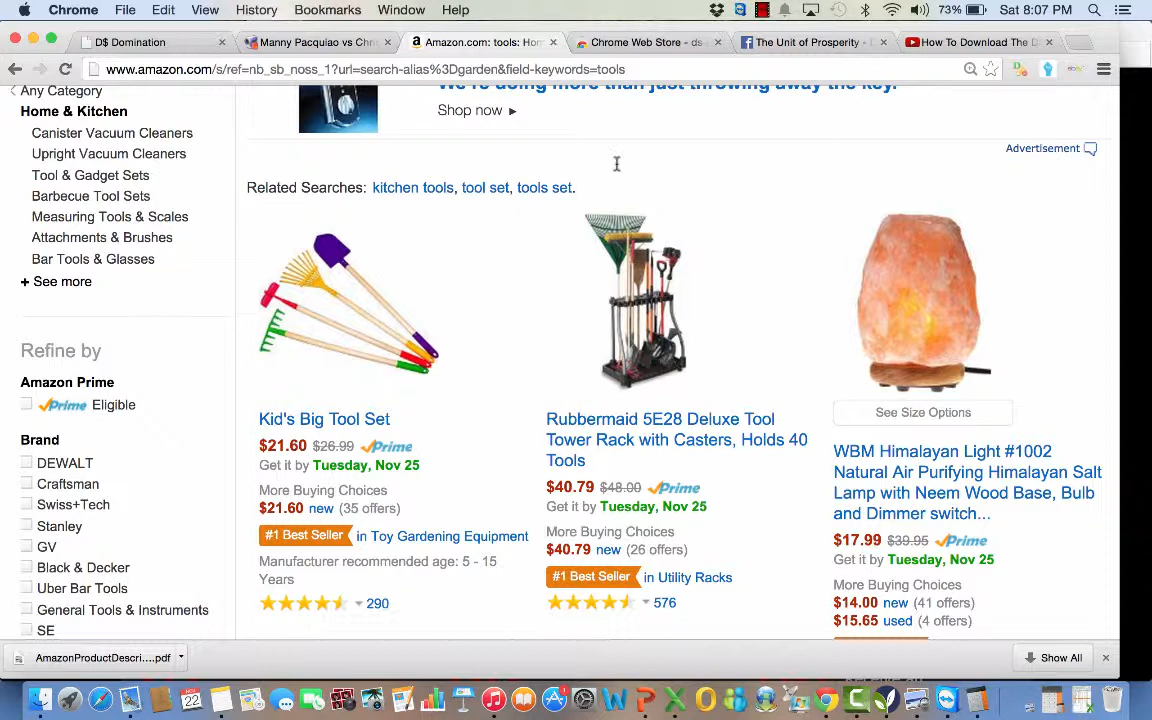 Chrome File Edit View History Bookmarks Window Help 73% Sat 8:07 PM
D$ Domination
Manny Pacquiao vs Chri
Amazon.com: tools: Hom
Chrome Web Store - ds
The Unit of Prosperity -
How To Download The D
www.amazon.com/s/ref=nb_sb_noss_1?url=search-alias%3Dgarden&field-keywords=tools
Any Category
Home & Kitchen
Canister Vacuum Cleaners
Upright Vacuum Cleaners
Tool & Gadget Sets
Barbecue Tool Sets
Measuring Tools & Scales
Attachments & Brushes
Bar Tools & Glasses
+ See more
Refine by
Amazon Prime
Prime Eligible
Brand
DEWALT
Craftsman
Swiss+Tech
Stanley
GV
Black & Decker
Uber Bar Tools
General Tools & Instruments
SE
We're doing more than just throwing away the key.
Shop now
Advertisement
Related Searches: kitchen tools, tool set, tools set.
Kid's Big Tool Set
$21.60 $26.99 Prime
Get it by Tuesday, Nov 25
More Buying Choices
$21.60 new (35 offers)
#1 Best Seller in Toy Gardening Equipment
Manufacturer recommended age: 5 - 15
Years
290
Rubbermaid 5E28 Deluxe Tool
Tower Rack with Casters, Holds 40
Tools
$40.79 $48.00 Prime
Get it by Tuesday, Nov 25
More Buying Choices
$40.79 new (26 offers)
#1 Best Seller in Utility Racks
576
See Size Options
WBM Himalayan Light #1002
Natural Air Purifying Himalayan Salt
Lamp with Neem Wood Base, Bulb
and Dimmer switch...
$17.99 $39.95 Prime
Get it by Tuesday, Nov 25
More Buying Choices
$14.00 new (41 offers)
$15.65 used (4 offers)
AmazonProductDescri....pdf
Show All
NOV
22